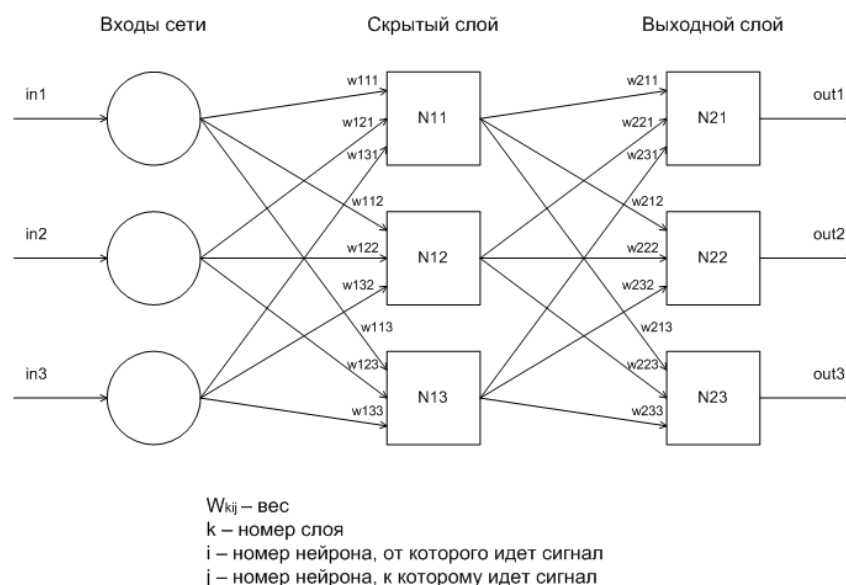 Входы сети Скрытый слой Выходной слой
in1 w111 N11 w211 N21 out1
w121 w221
w131 w231
w112 w212
in2 w122 N12 w222 N22 out2
w132 w232
w113 w213
in3 w123 N13 w223 N23 out3
w133 w233
Wkij – вес
k – номер слоя
i – номер нейрона, от которого идет сигнал
j – номер нейрона, к которому идет сигнал